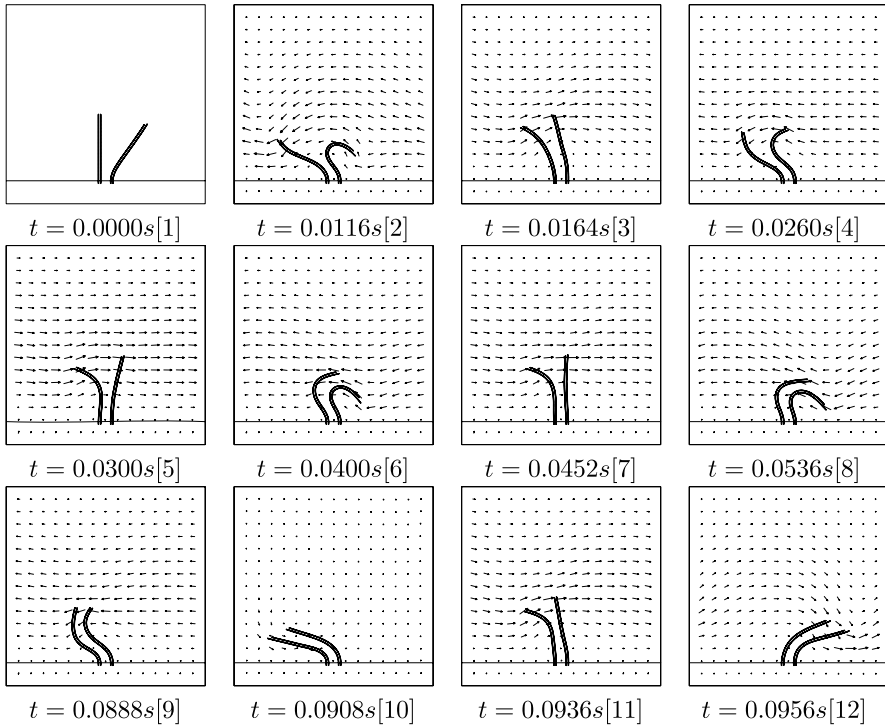 t = 0.0000s[1]
t = 0.0116s[2]
t = 0.0164s[3]
t = 0.0260s[4]
t = 0.0300s[5]
t = 0.0400s[6]
t = 0.0452s[7]
t = 0.0536s[8]
t = 0.0888s[9]
t = 0.0908s[10]
t = 0.0936s[11]
t = 0.0956s[12]